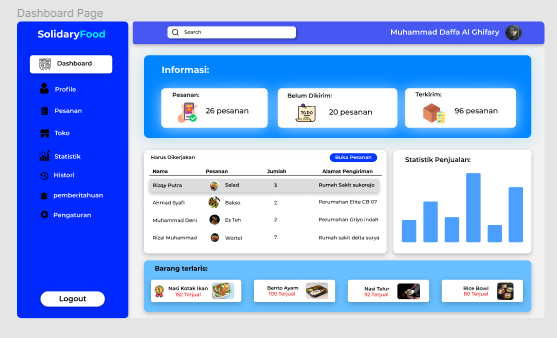 Dashboard Page
SolidaryFood
Search
Muhammad Daffa Al Ghifary
Dashboard
Profile
Pesanan
Toko
Statistik
Histori
pemberitahuan
Pengaturan
Logout
Informasi:
Pesanan:
26 pesanan
Belum Dikirim:
20 pesanan
Terkirim:
96 pesanan
Harus Dikerjakan
Buka Pesanan
Nama Pesanan Jumlah Alamat Pengiriman
Rizqy Putra Salad 3 Rumah Sakit sukorejo
Ahmad Syafi Bakso 2 Perumahan Elite CB 07
Muhammad Deni Es Teh 2 Perumahan Griyo indah
Rizal Muhammad Wortel 7 Rumah sakit delta surya
Statistik Penjualan:
Barang terlaris:
Nasi Kotak Ikan
152 Terjual
Bento Ayam
100 Terjual
Nasi Telur
92 Terjual
Rice Bowl
80 Terjual